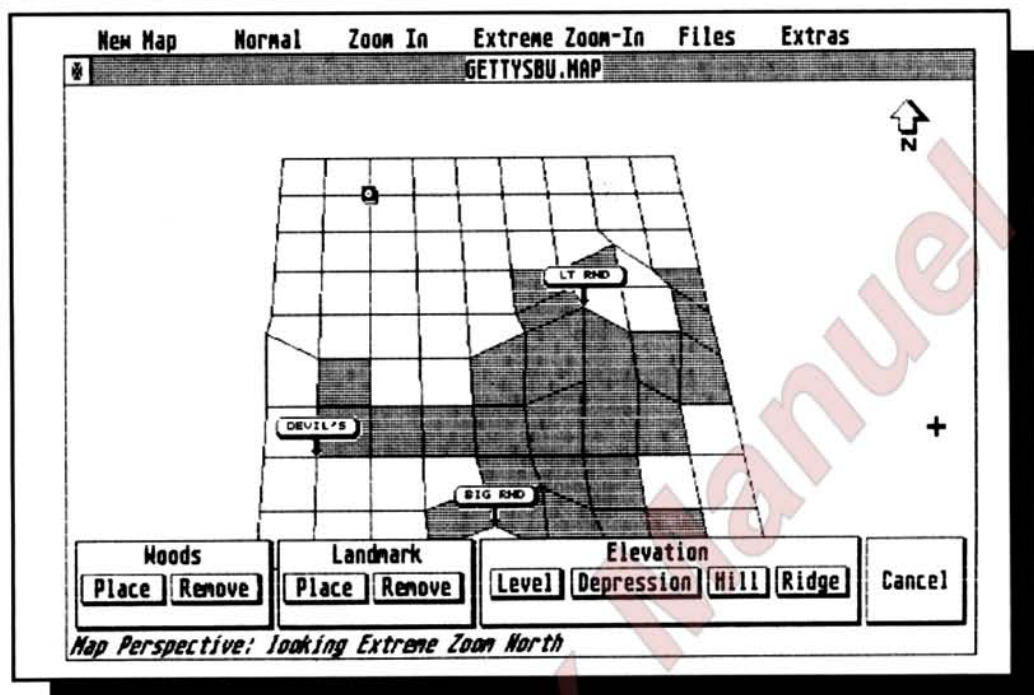 New Map Normal Zoom In Extreme Zoom-In Files Extras
GETTYSBU.MAP
N
LT RND
DEVIL'S
BIG RND
Woods Landmark Elevation
Place Remove Place Remove Level Depression Hill Ridge Cancel
Map Perspective: looking Extreme Zoom North
Manuel